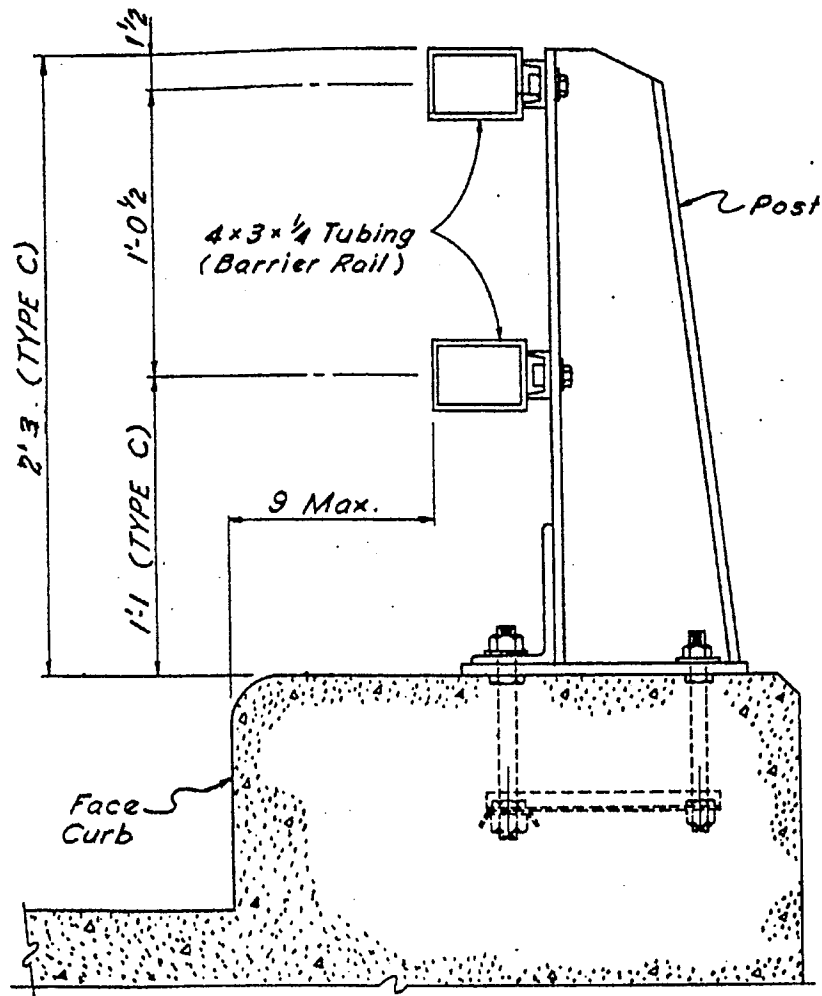 1½
1'-0½
2'3 (TYPE C)
1'-1 (TYPE C)
4×3×¼ Tubing
(Barrier Rail)
Post
9 Max.
Face
Curb